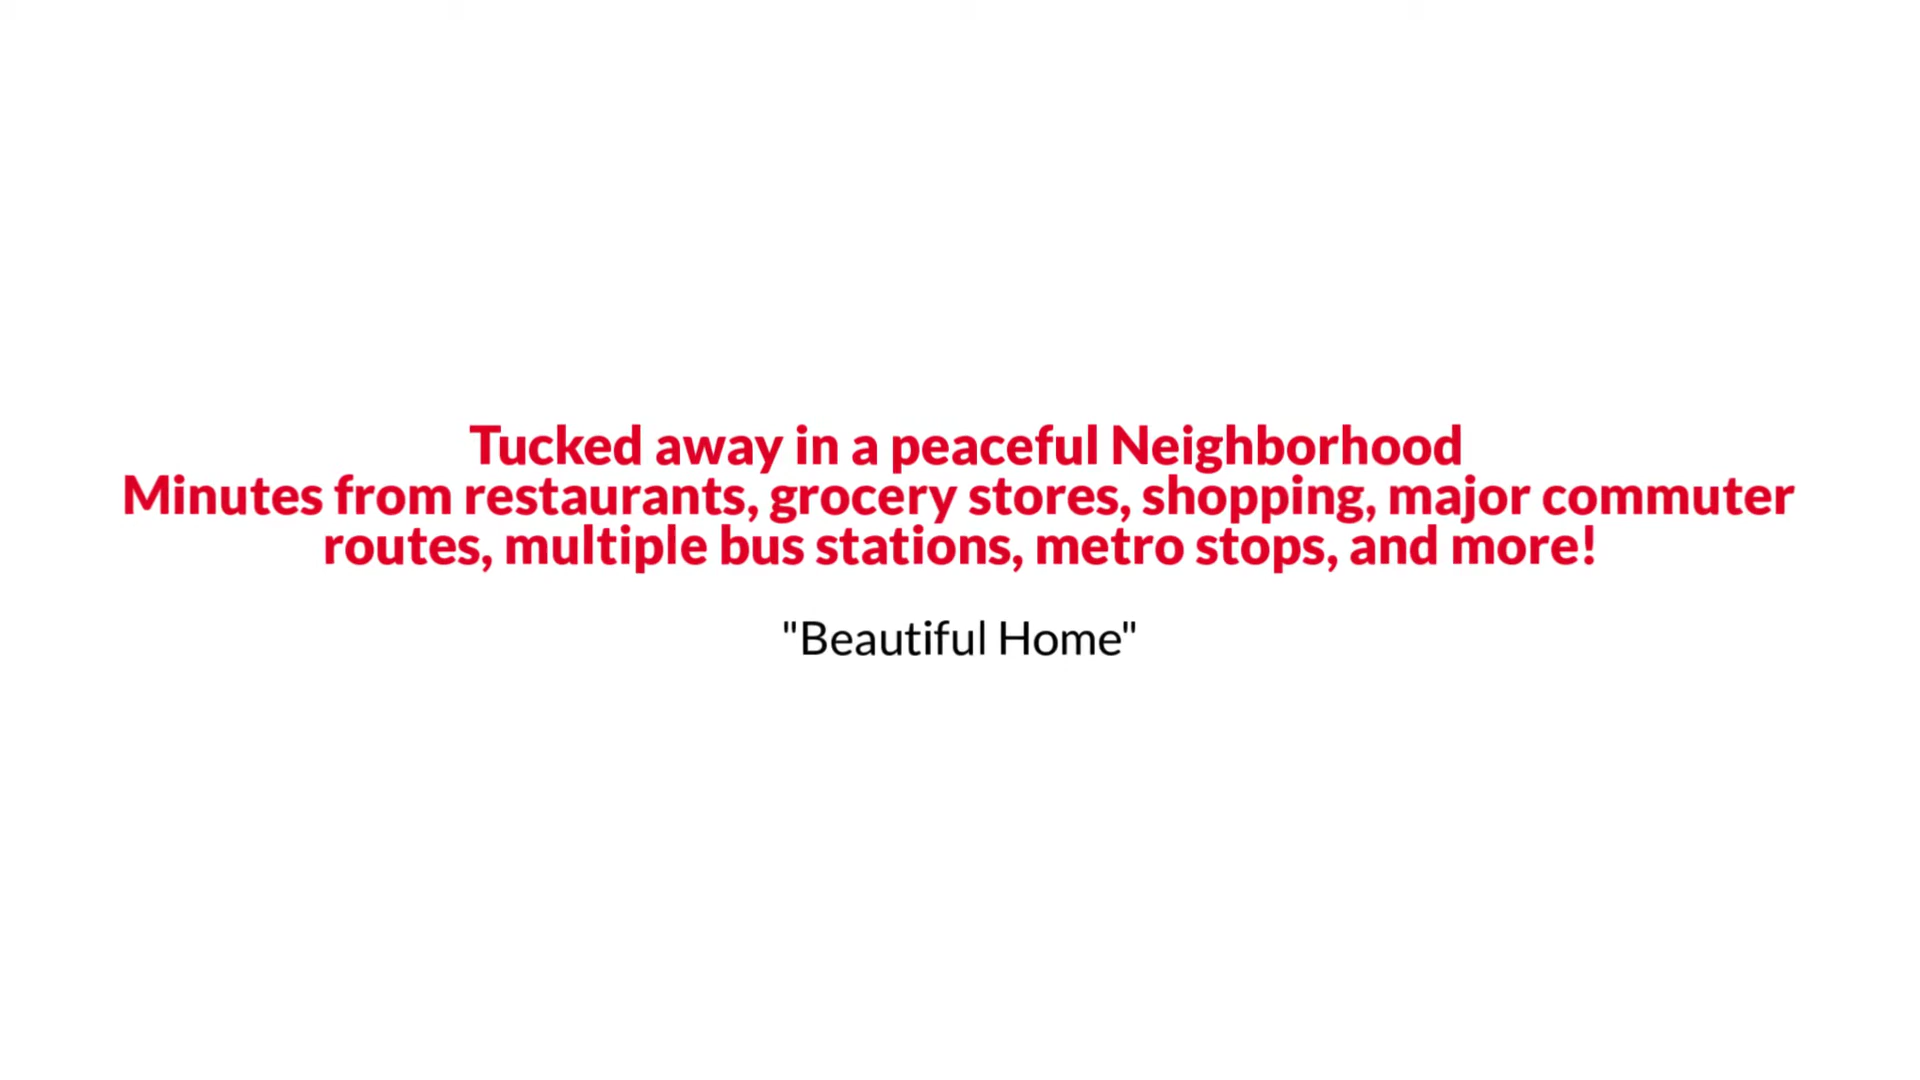 Tucked away in a peaceful Neighborhood
Minutes from restaurants, grocery stores, shopping, major commuter
routes, multiple bus stations, metro stops, and more!
"Beautiful Home"